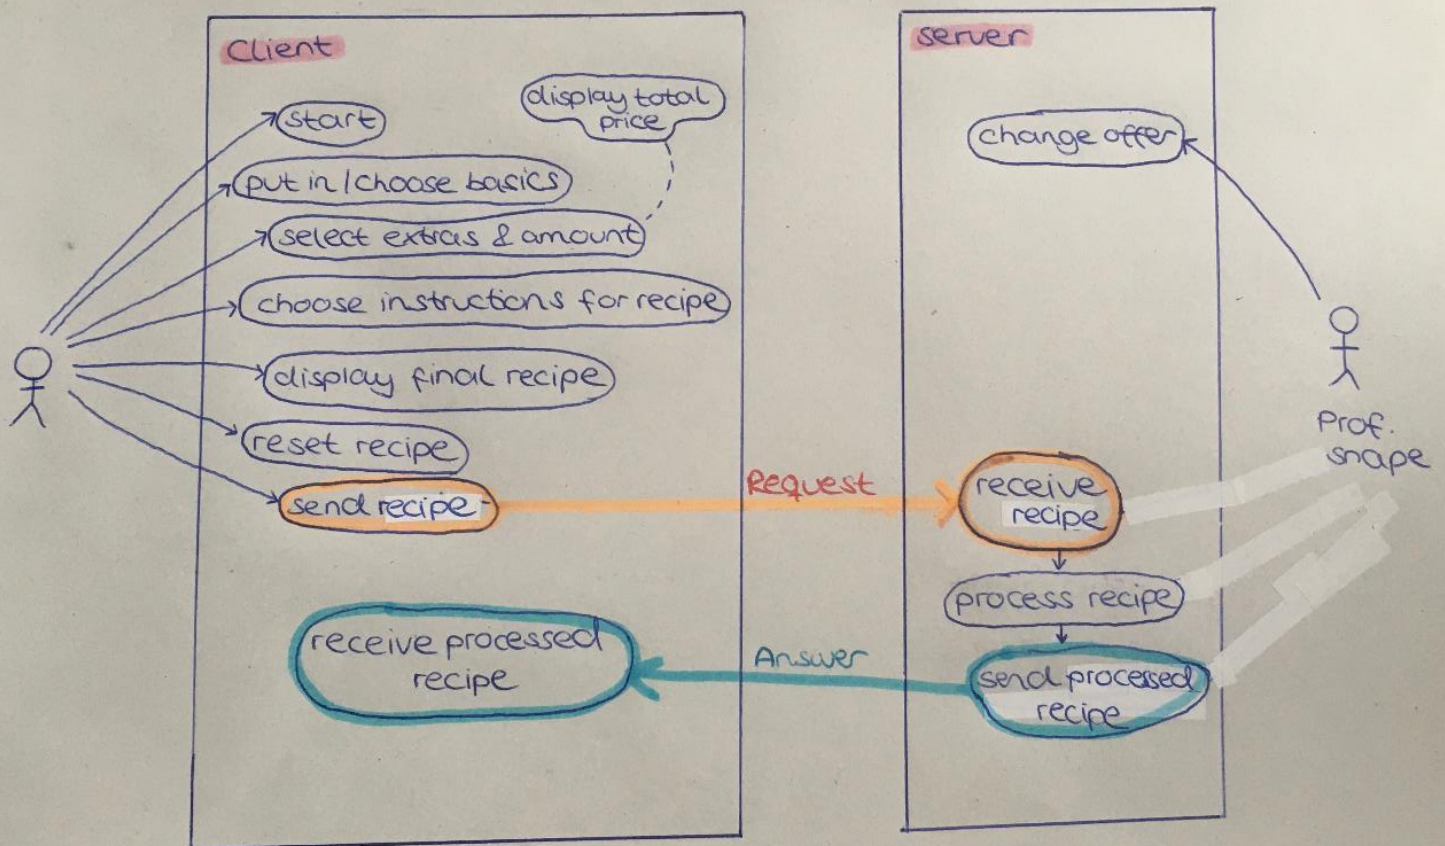 Client
start
display total
price
put in / choose basics
select extras & amount
choose instructions for recipe
display final recipe
reset recipe
send recipe
receive processed
recipe
Request
Answer
server
change offer
Prof.
snape
receive
recipe
process recipe
send processed
recipe